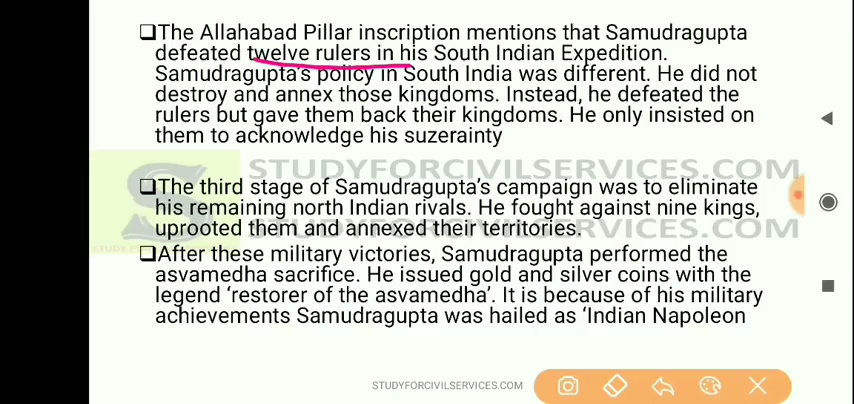 ❑The Allahabad Pillar inscription mentions that Samudragupta
defeated twelve rulers in his South Indian Expedition.
Samudragupta's policy in South India was different. He did not
destroy and annex those kingdoms. Instead, he defeated the
rulers but gave them back their kingdoms. He only insisted on
them to acknowledge his suzerainty
STUDYFORCIVILSERVICES.COM
❑The third stage of Samudragupta's campaign was to eliminate
his remaining north Indian rivals. He fought against nine kings,
uprooted them and annexed their territories.
STUDYFORCIVILSERVICES.COM
❑After these military victories, Samudragupta performed the
asvamedha sacrifice. He issued gold and silver coins with the
legend 'restorer of the asvamedha'. It is because of his military
achievements Samudragupta was hailed as 'Indian Napoleon
STUDYFORCIVILSERVICES.COM